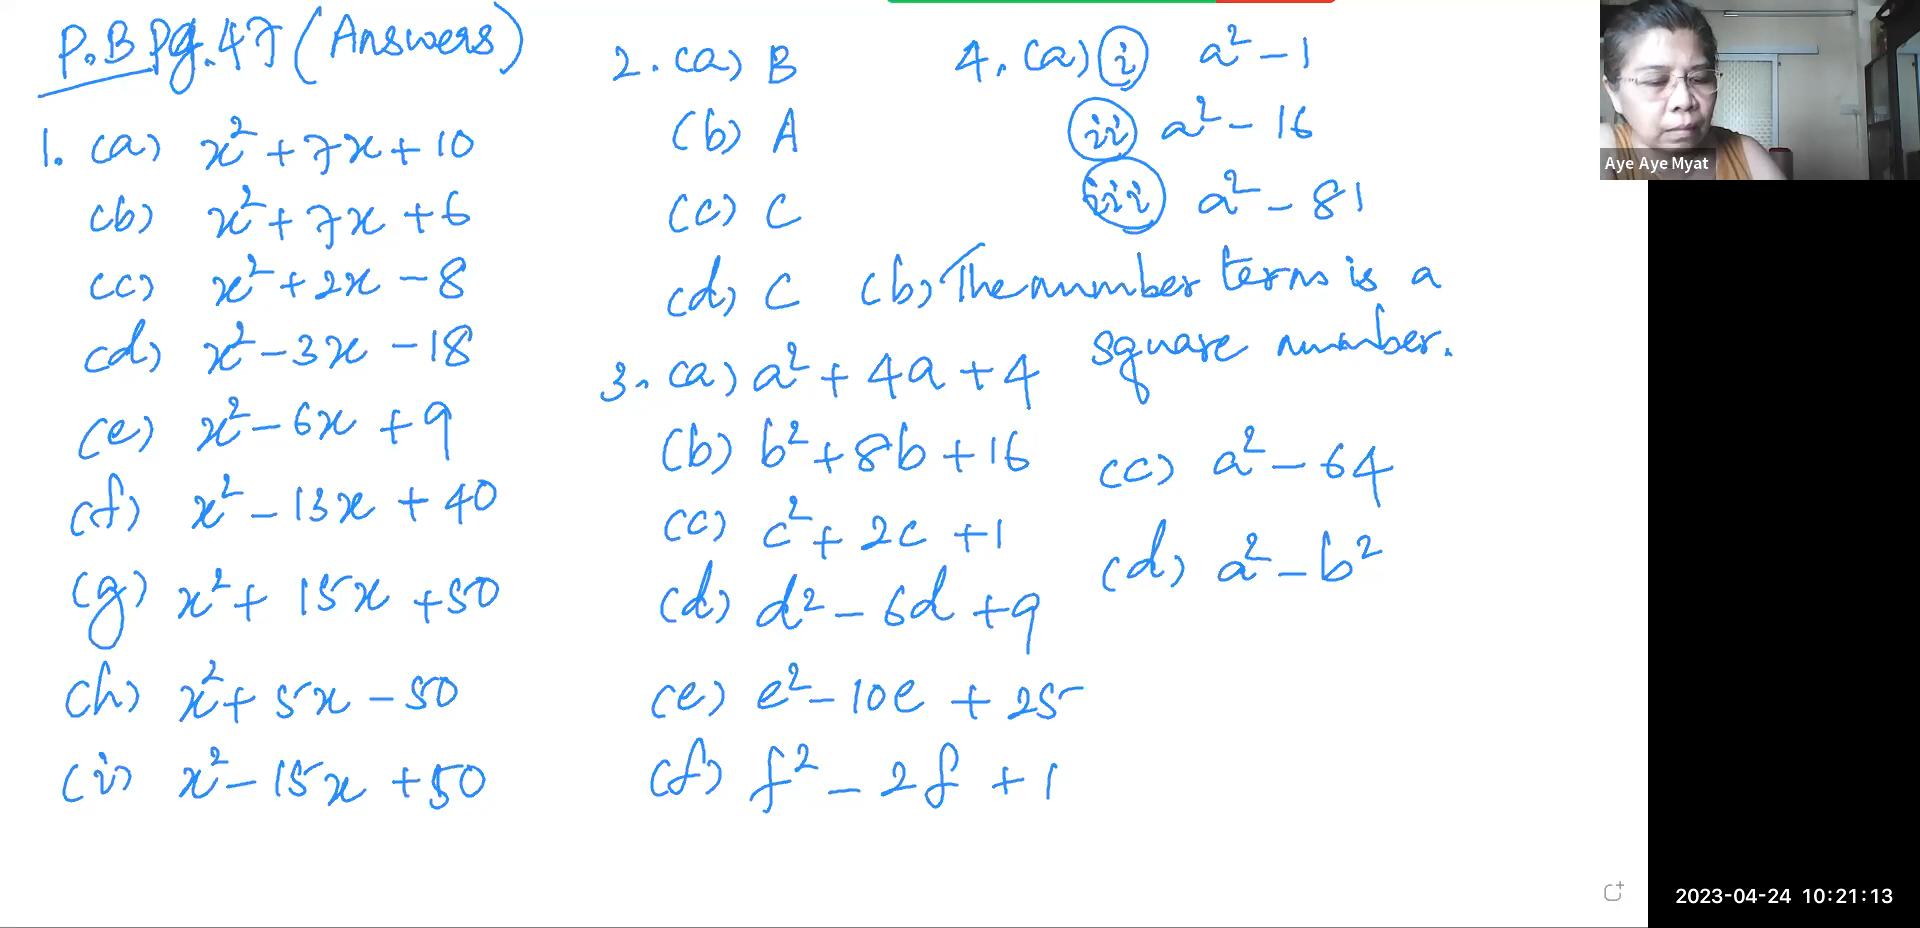 P.B Pg.47 (Answers)
1. (a) x² + 7x + 10
(b) x² + 7x + 6
(c) x² + 2x - 8
(d) x² - 3x - 18
(e) x² - 6x + 9
(f) x² - 13x + 40
(g) x² + 15x + 50
(h) x² + 5x - 50
(i) x² - 15x + 50
2. (a) B
(b) A
(c) C
(d) C
3. (a) a² + 4a + 4
(b) b² + 8b + 16
(c) c² + 2c + 1
(d) d² - 6d + 9
(e) e² - 10e + 25
(f) f² - 2f + 1
4. (a) i a² - 1
ii a² - 16
iii a² - 81
(b) The number terms is a
square number.
(c) a² - 64
(d) a² - b²
Aye Aye Myat
2023-04-24 10:21:13